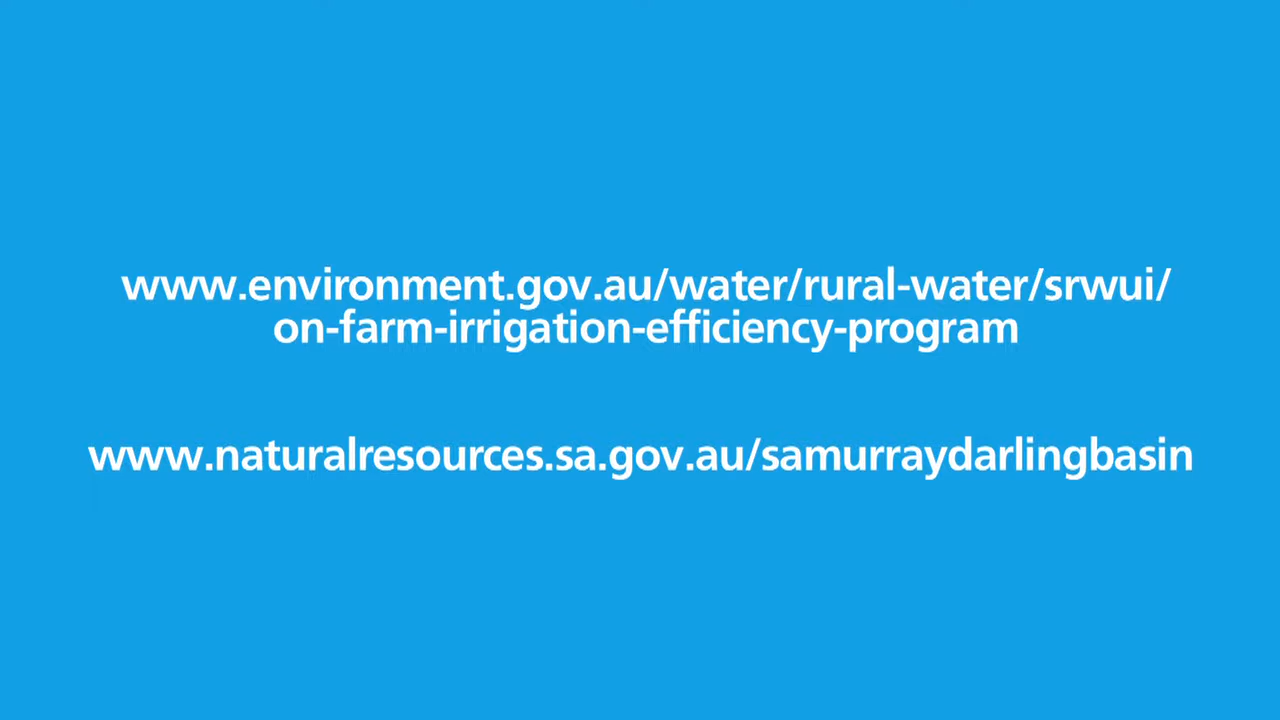 www.environment.gov.au/water/rural-water/srwui/
on-farm-irrigation-efficiency-program
www.naturalresources.sa.gov.au/samurraydarlingbasin